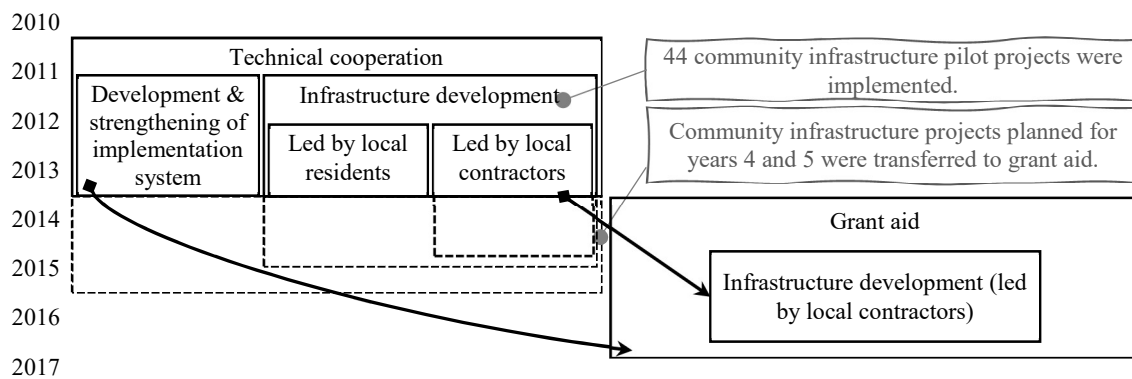 2010
2011
2012
2013
2014
2015
2016
2017
Technical cooperation
Development &
strengthening of
implementation
system
Infrastructure development
Led by local
residents
Led by local
contractors
44 community infrastructure pilot projects were
implemented.
Community infrastructure projects planned for
years 4 and 5 were transferred to grant aid.
Grant aid
Infrastructure development (led
by local contractors)